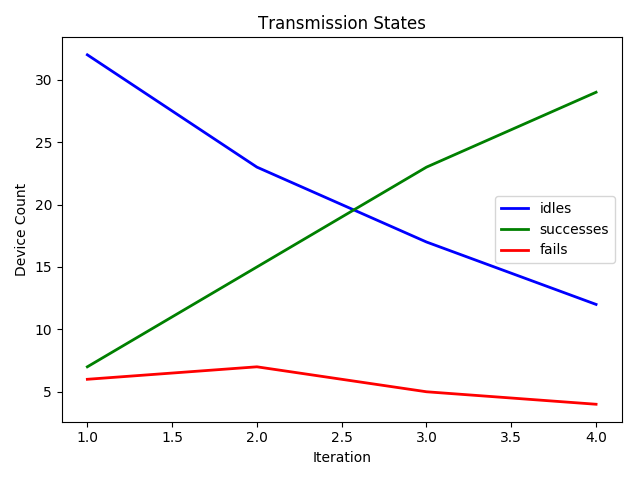 Transmission States
Device Count
30
25
20
15
10
5
idles
successes
fails
1.0 1.5 2.0 2.5 3.0 3.5 4.0
Iteration